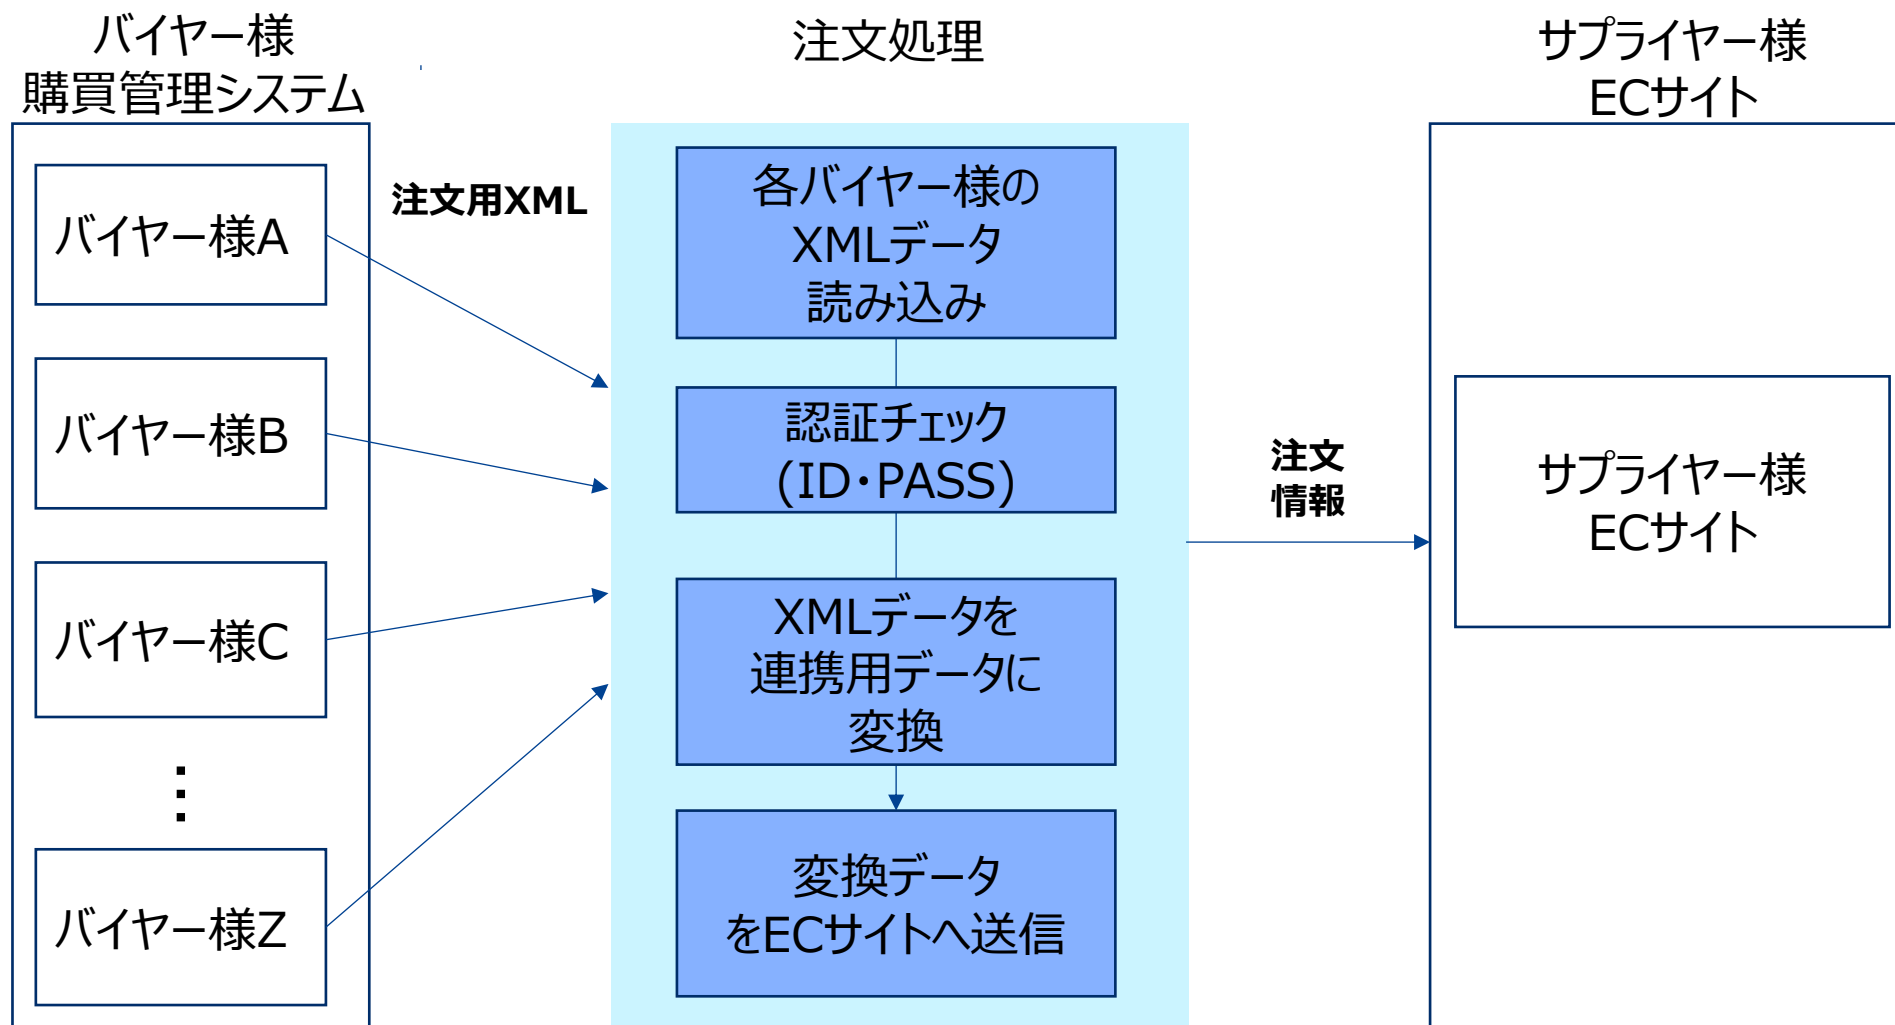 バイヤー様
購買管理システム
注文処理
サプライヤー様
ECサイト
バイヤー様A
バイヤー様B
バイヤー様C
⋮
バイヤー様Z
注文用XML
各バイヤー様の
XMLデータ
読み込み
認証チェック
(ID・PASS)
XMLデータを
連携用データに
変換
変換データ
をECサイトへ送信
注文
情報
サプライヤー様
ECサイト